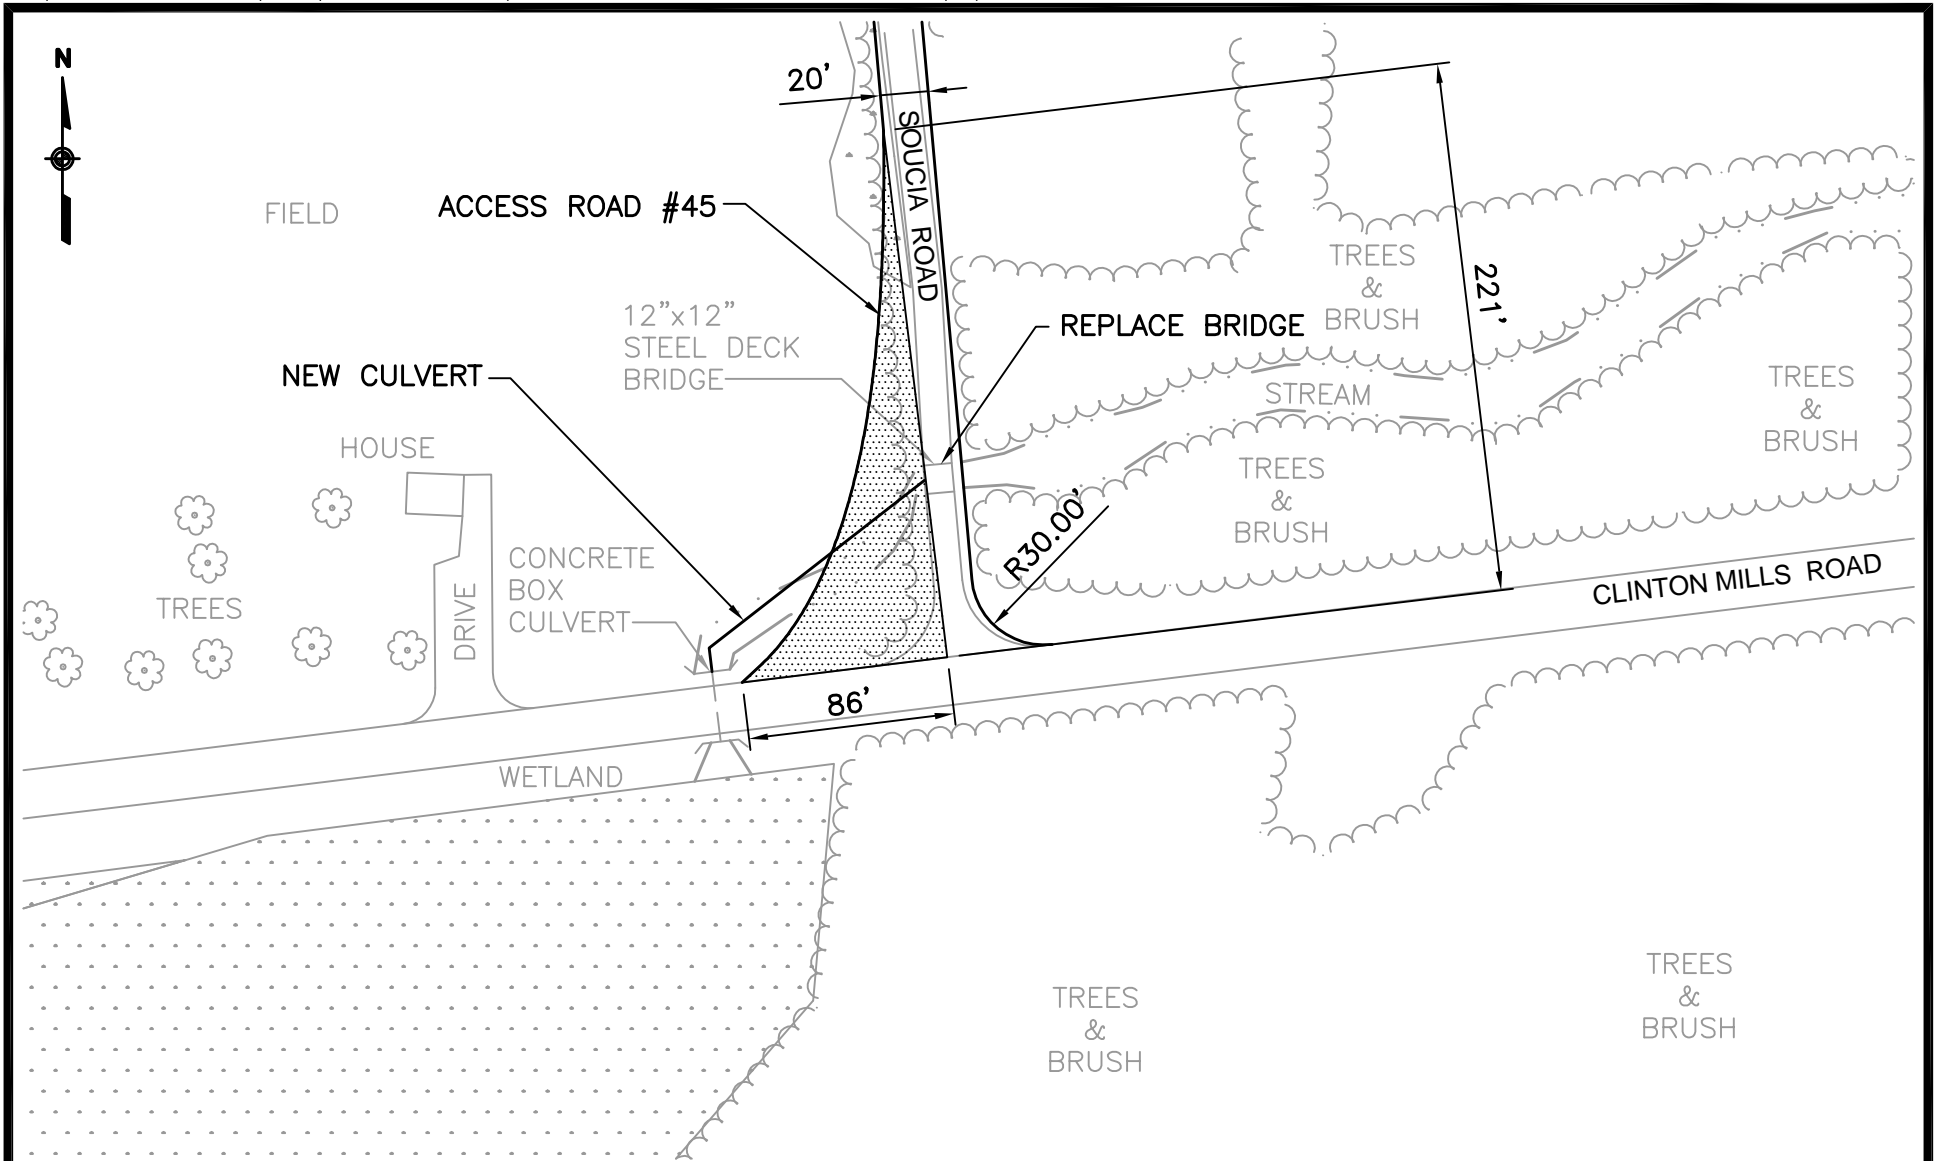 N
20'
SOUCIA ROAD
ACCESS ROAD #45
FIELD
TREES
&
BRUSH
221'
12"x12"
STEEL DECK
BRIDGE
REPLACE BRIDGE
NEW CULVERT
STREAM
TREES
&
BRUSH
HOUSE
TREES
&
BRUSH
R30.00'
CONCRETE
BOX
CULVERT
DRIVE
TREES
CLINTON MILLS ROAD
86'
WETLAND
TREES
&
BRUSH
TREES
&
BRUSH